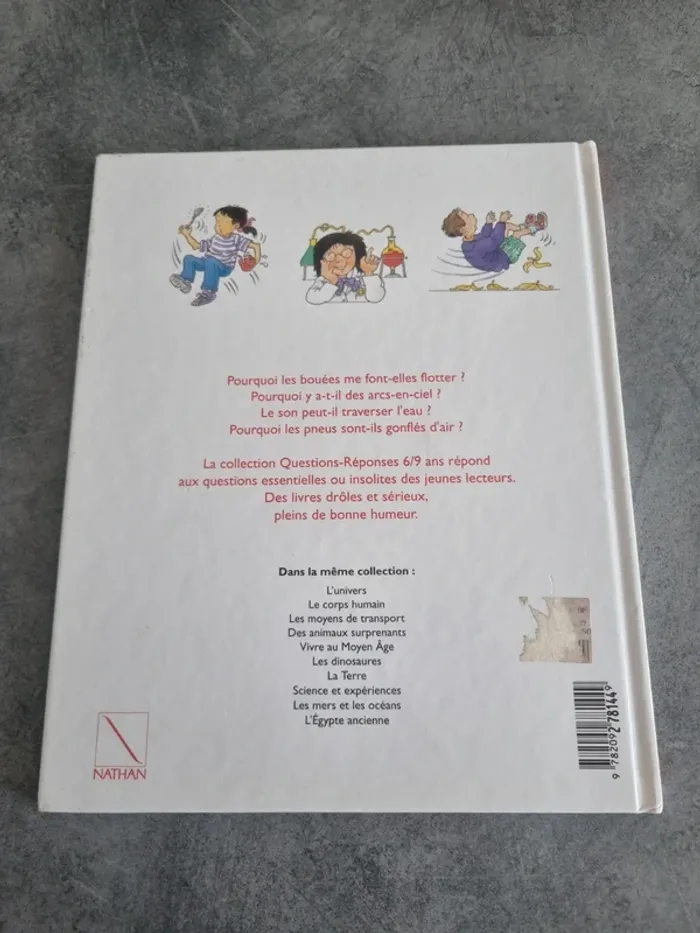 Pourquoi les bouées me font-elles flotter ?
Pourquoi y a-t-il des arcs-en-ciel ?
Le son peut-il traverser l'eau ?
Pourquoi les pneus sont-ils gonflés d'air ?
La collection Questions-Réponses 6/9 ans répond
aux questions essentielles ou insolites des jeunes lecteurs.
Des livres drôles et sérieux,
pleins de bonne humeur.
Dans la même collection :
L'univers
Le corps humain
Les moyens de transport
Des animaux surprenants
Vivre au Moyen Âge
Les dinosaures
La Terre
Science et expériences
Les mers et les océans
L'Égypte ancienne
NATHAN
9 782092 781449